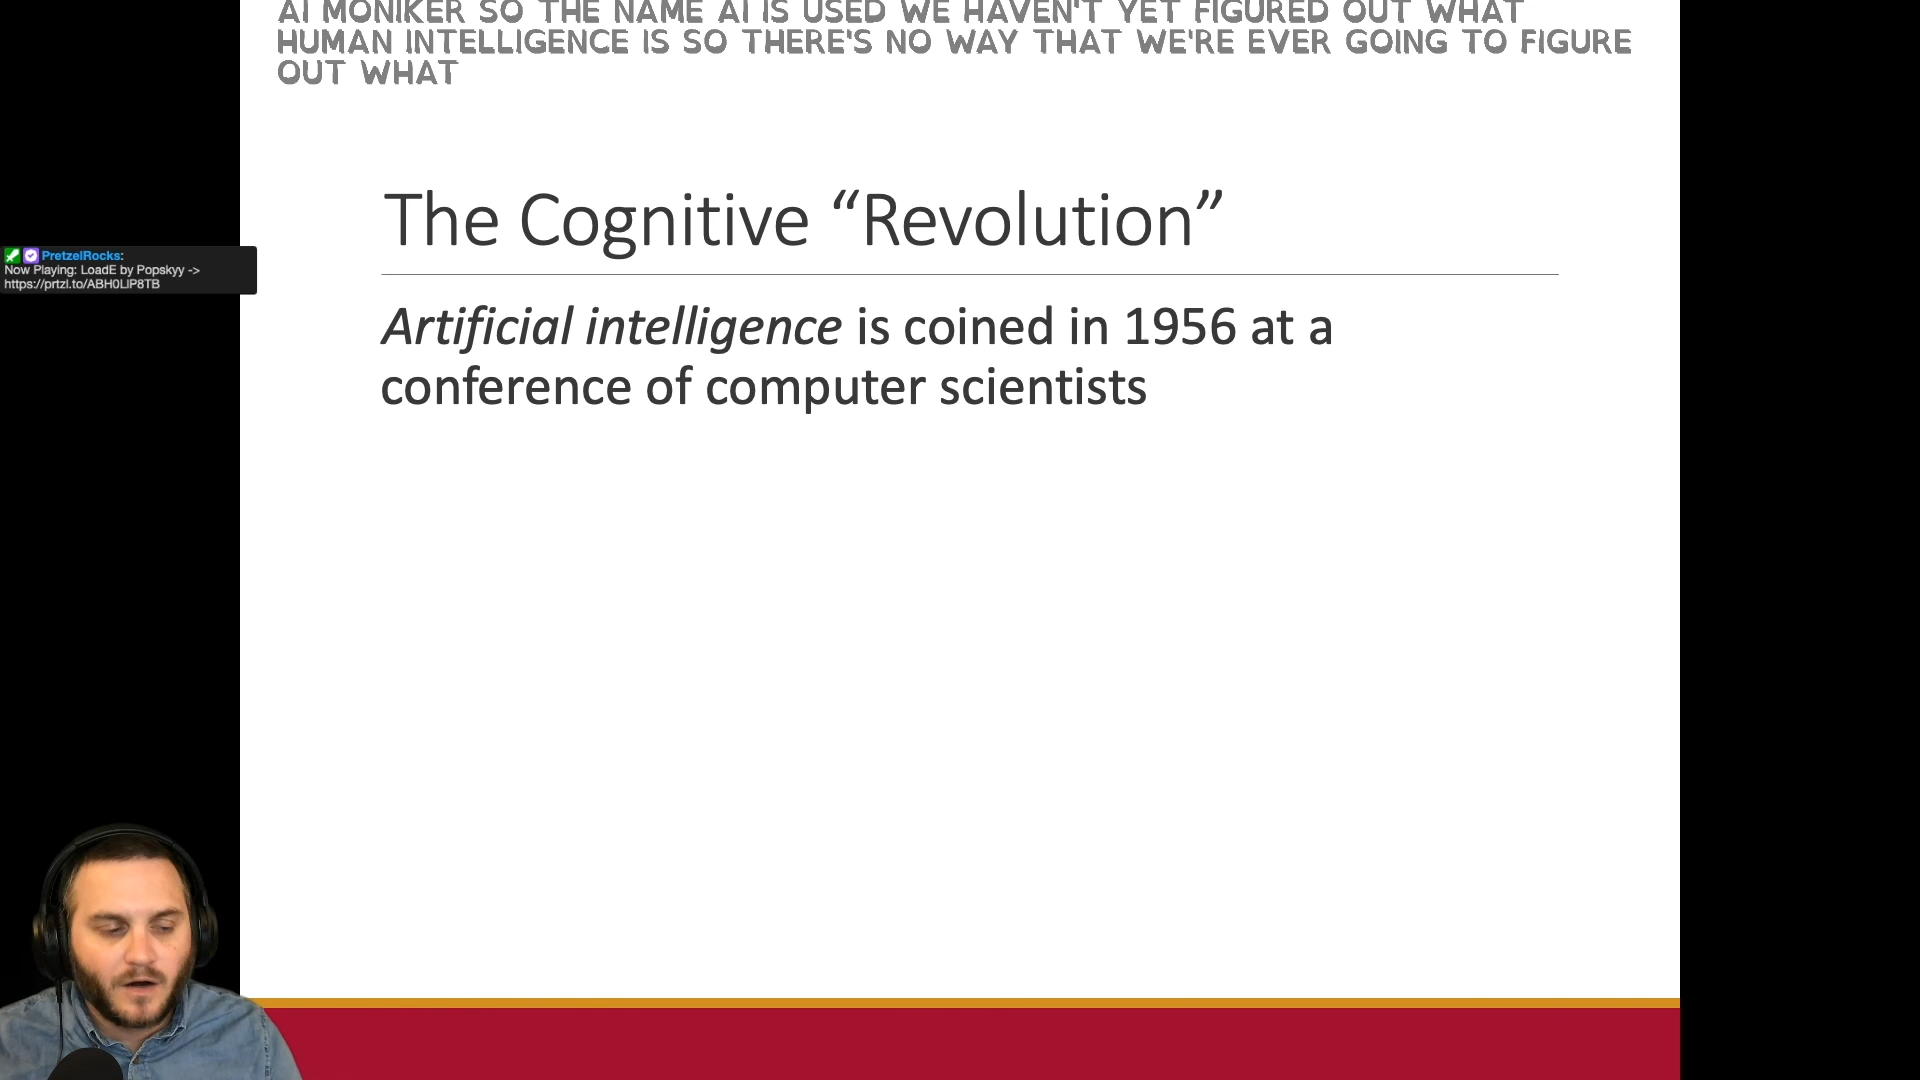 AI MONIKER SO THE NAME AI IS USED WE HAVEN'T YET FIGURED OUT WHAT
HUMAN INTELLIGENCE IS SO THERE'S NO WAY THAT WE'RE EVER GOING TO FIGURE
OUT WHAT
The Cognitive “Revolution”
PretzelRocks:
Now Playing: LoadE by Popskyy ->
https://prtzl.to/ABH0LlP8TB
Artificial intelligence is coined in 1956 at a
conference of computer scientists